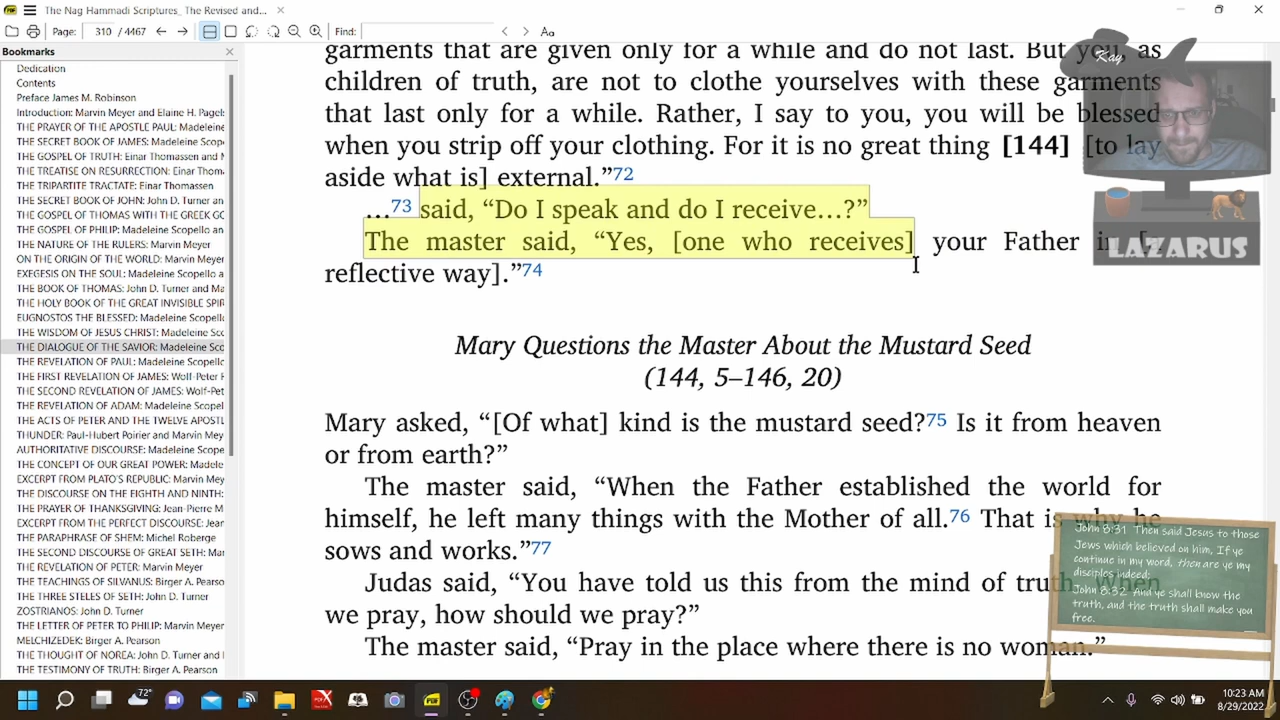 The Nag Hammadi Scriptures_ The Revised and...
Page: 310 / 4467 Find:
Bookmarks
Dedication
Contents
Preface James M. Robinson
Introduction: Marvin Meyer and Elaine H. Pagels
THE PRAYER OF THE APOSTLE PAUL: Madeleine
THE SECRET BOOK OF JAMES: Madeleine Scop
THE GOSPEL OF TRUTH: Einar Thomassen and M
THE TREATISE ON RESURRECTION: Einar Thom
THE TRIPARTITE TRACTATE: Einar Thomassen
THE SECRET BOOK OF JOHN: John D. Turner and
THE GOSPEL OF THOMAS WITH THE GREEK GO
THE GOSPEL OF PHILIP: Madeleine Scopello and
THE NATURE OF THE RULERS: Marvin Meyer
ON THE ORIGIN OF THE WORLD: Marvin Meyer
EXEGESIS ON THE SOUL: Madeleine Scopello and
THE BOOK OF THOMAS: John D. Turner and Ma
THE HOLY BOOK OF THE GREAT INVISIBLE SPIR
EUGNOSTOS THE BLESSED: Madeleine Scopell
THE WISDOM OF JESUS CHRIST: Madeleine Scop
THE DIALOGUE OF THE SAVIOR: Madeleine Sco
THE REVELATION OF PAUL: Madeleine Scopello
THE FIRST REVELATION OF JAMES: Wolf-Peter F
THE SECOND REVELATION OF JAMES: Wolf-Pet
THE REVELATION OF ADAM: Madeleine Scopel
THE ACTS OF PETER AND THE TWELVE APOSTL
THUNDER: Paul-Hubert Poirier and Marvin Mey
AUTHORITATIVE DISCOURSE: Madeleine Scopel
THE CONCEPT OF OUR GREAT POWER: Madele
EXCERPT FROM PLATO'S REPUBLIC: Marvin Mey
THE DISCOURSE ON THE EIGHTH AND NINTH:
THE PRAYER OF THANKSGIVING: Jean-Pierre M
EXCERPT FROM THE PERFECT DISCOURSE: Jean
THE PARAPHRASE OF SHEM: Michel Roberge
THE SECOND DISCOURSE OF GREAT SETH: Mar
THE REVELATION OF PETER: Marvin Meyer
THE TEACHINGS OF SILVANUS: Birger A. Pearso
THE THREE STELES OF SETH: John D. Turner
ZOSTRIANOS: John D. Turner
THE LETTER OF PETER TO PHILIP: Marvin Meyer
MELCHIZEDEK: Birger A. Pearson
THE THOUGHT OF NOREA: John D. Turner and I
THE TESTIMONY OF TRUTH: Birger A. Pearson
garments that are given only for a while and do not last. But you, as
children of truth, are not to clothe yourselves with these garments
that last only for a while. Rather, I say to you, you will be blessed
when you strip off your clothing. For it is no great thing [144] [to lay
aside what is] external.”72
…73 said, “Do I speak and do I receive…?”
The master said, “Yes, [one who receives] your Father in [a
reflective way].”74
Mary Questions the Master About the Mustard Seed
(144, 5–146, 20)
Mary asked, “[Of what] kind is the mustard seed?75 Is it from heaven
or from earth?”
The master said, “When the Father established the world for
himself, he left many things with the Mother of all.76 That is why he
sows and works.”77
Judas said, “You have told us this from the mind of truth. When
we pray, how should we pray?”
The master said, “Pray in the place where there is no woman.”
Kay
LAZARUS
John 8:31 Then said Jesus to those
Jews which believed on him, If ye
continue in my word, then are ye my
disciples indeed;
John 8:32 And ye shall know the
truth, and the truth shall make you
free.
72°
10:23 AM
8/29/2022